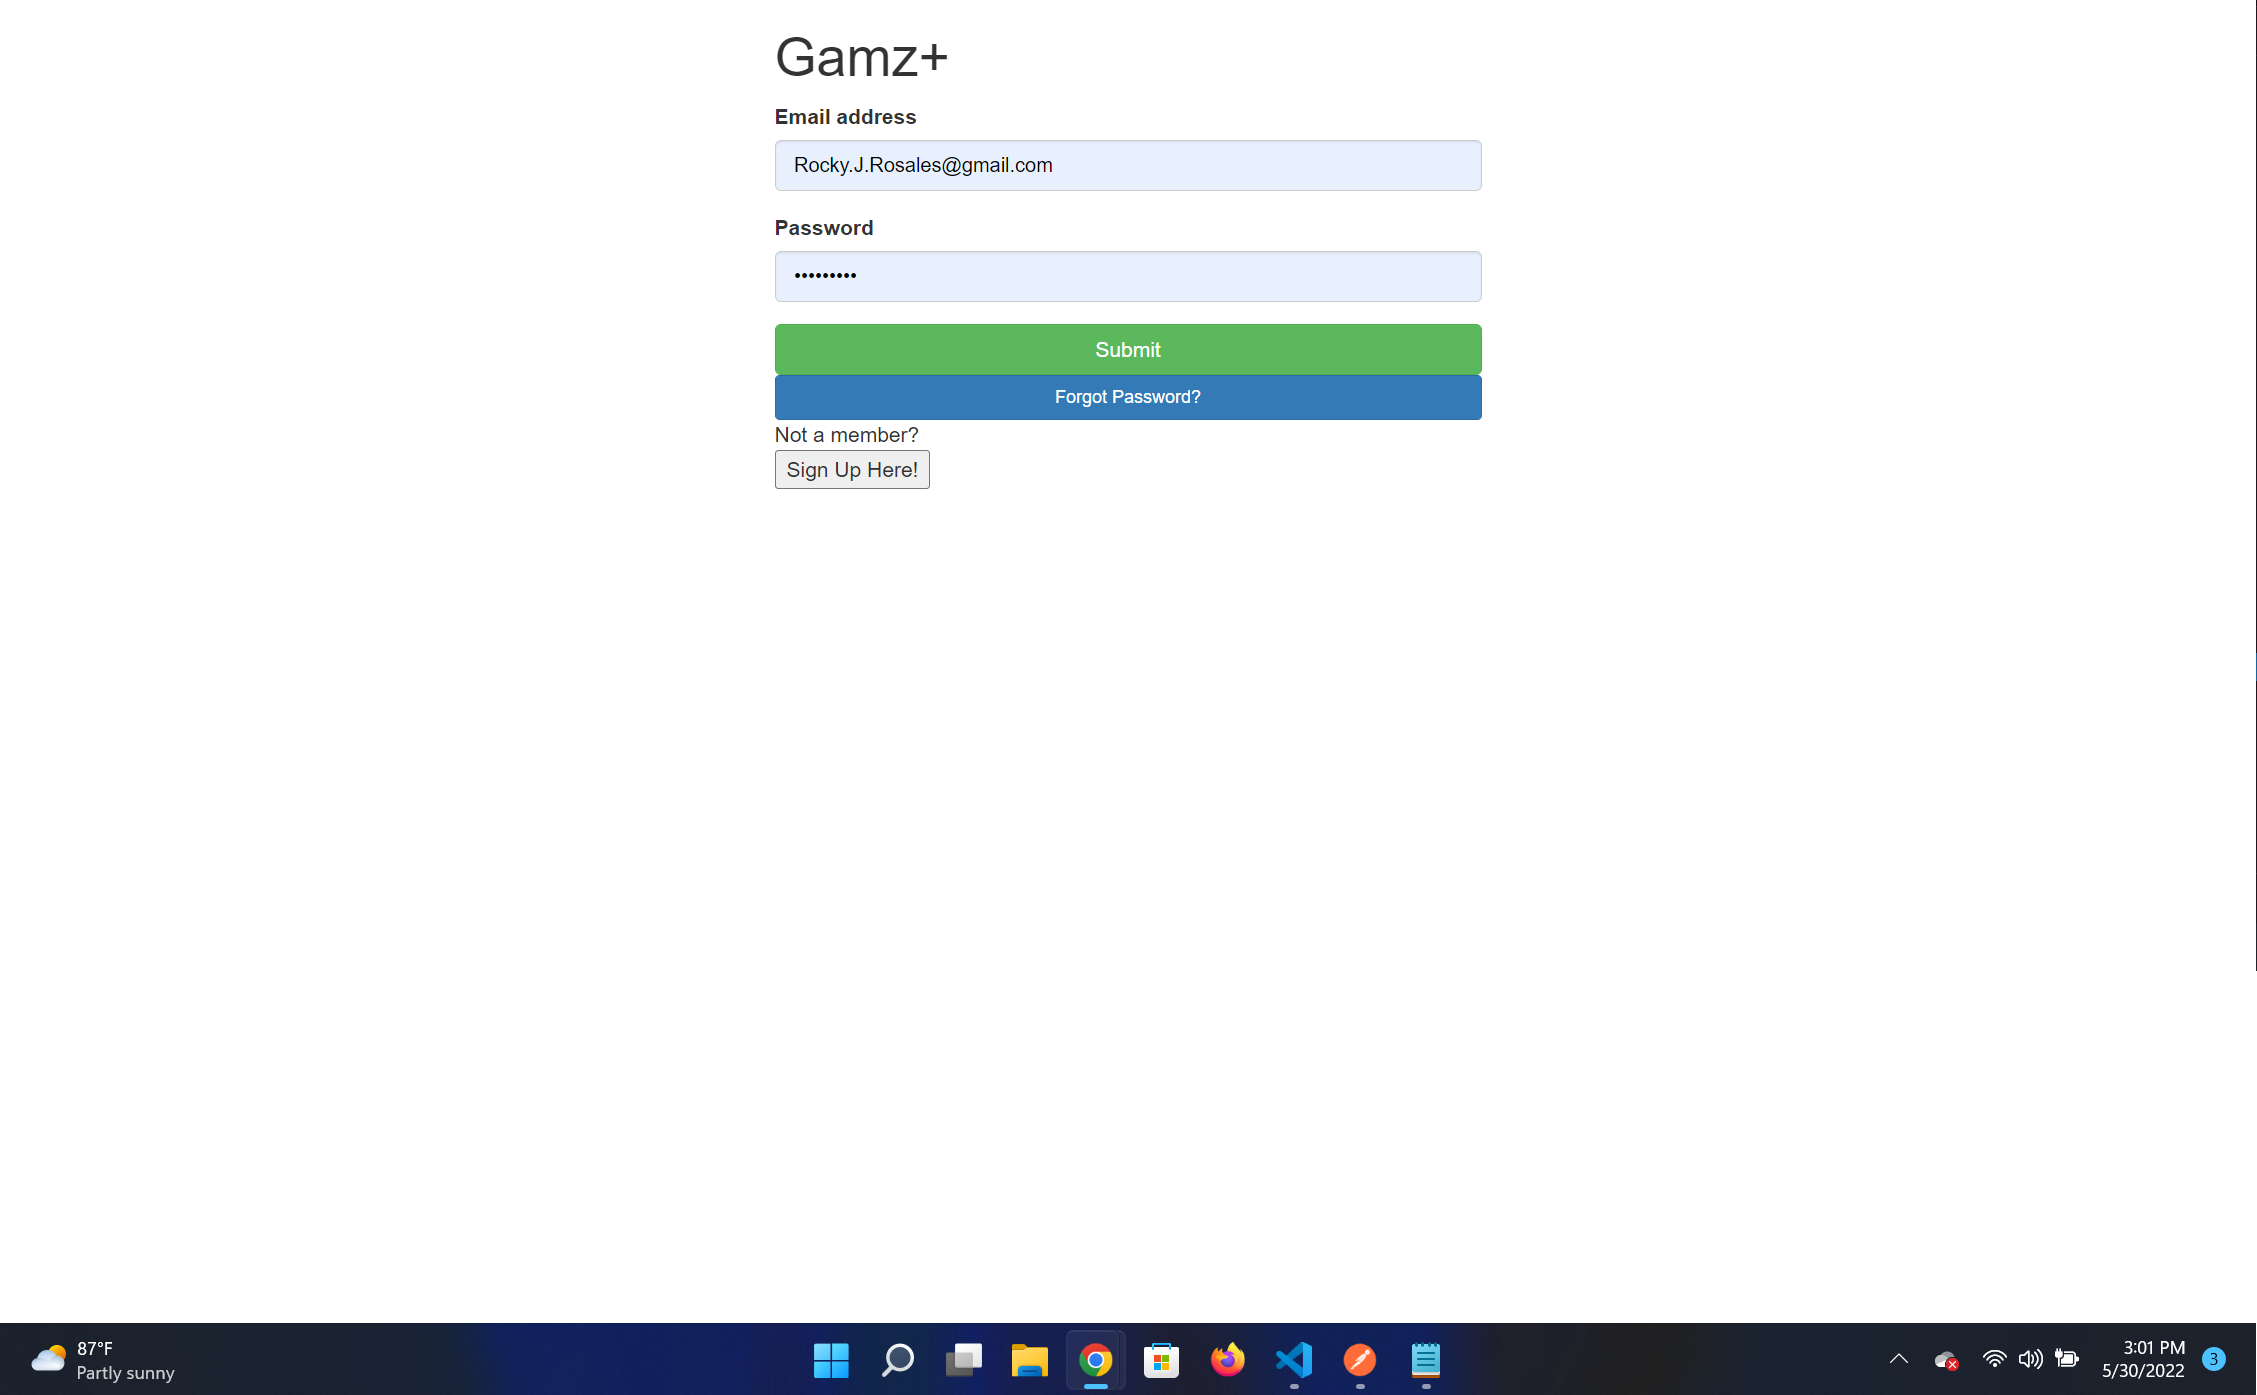 Gamz+
Email address
Rocky.J.Rosales@gmail.com
Password
•••••••••
Submit
Forgot Password?
Not a member?
Sign Up Here!
87°F
Partly sunny
3:01 PM
5/30/2022
3